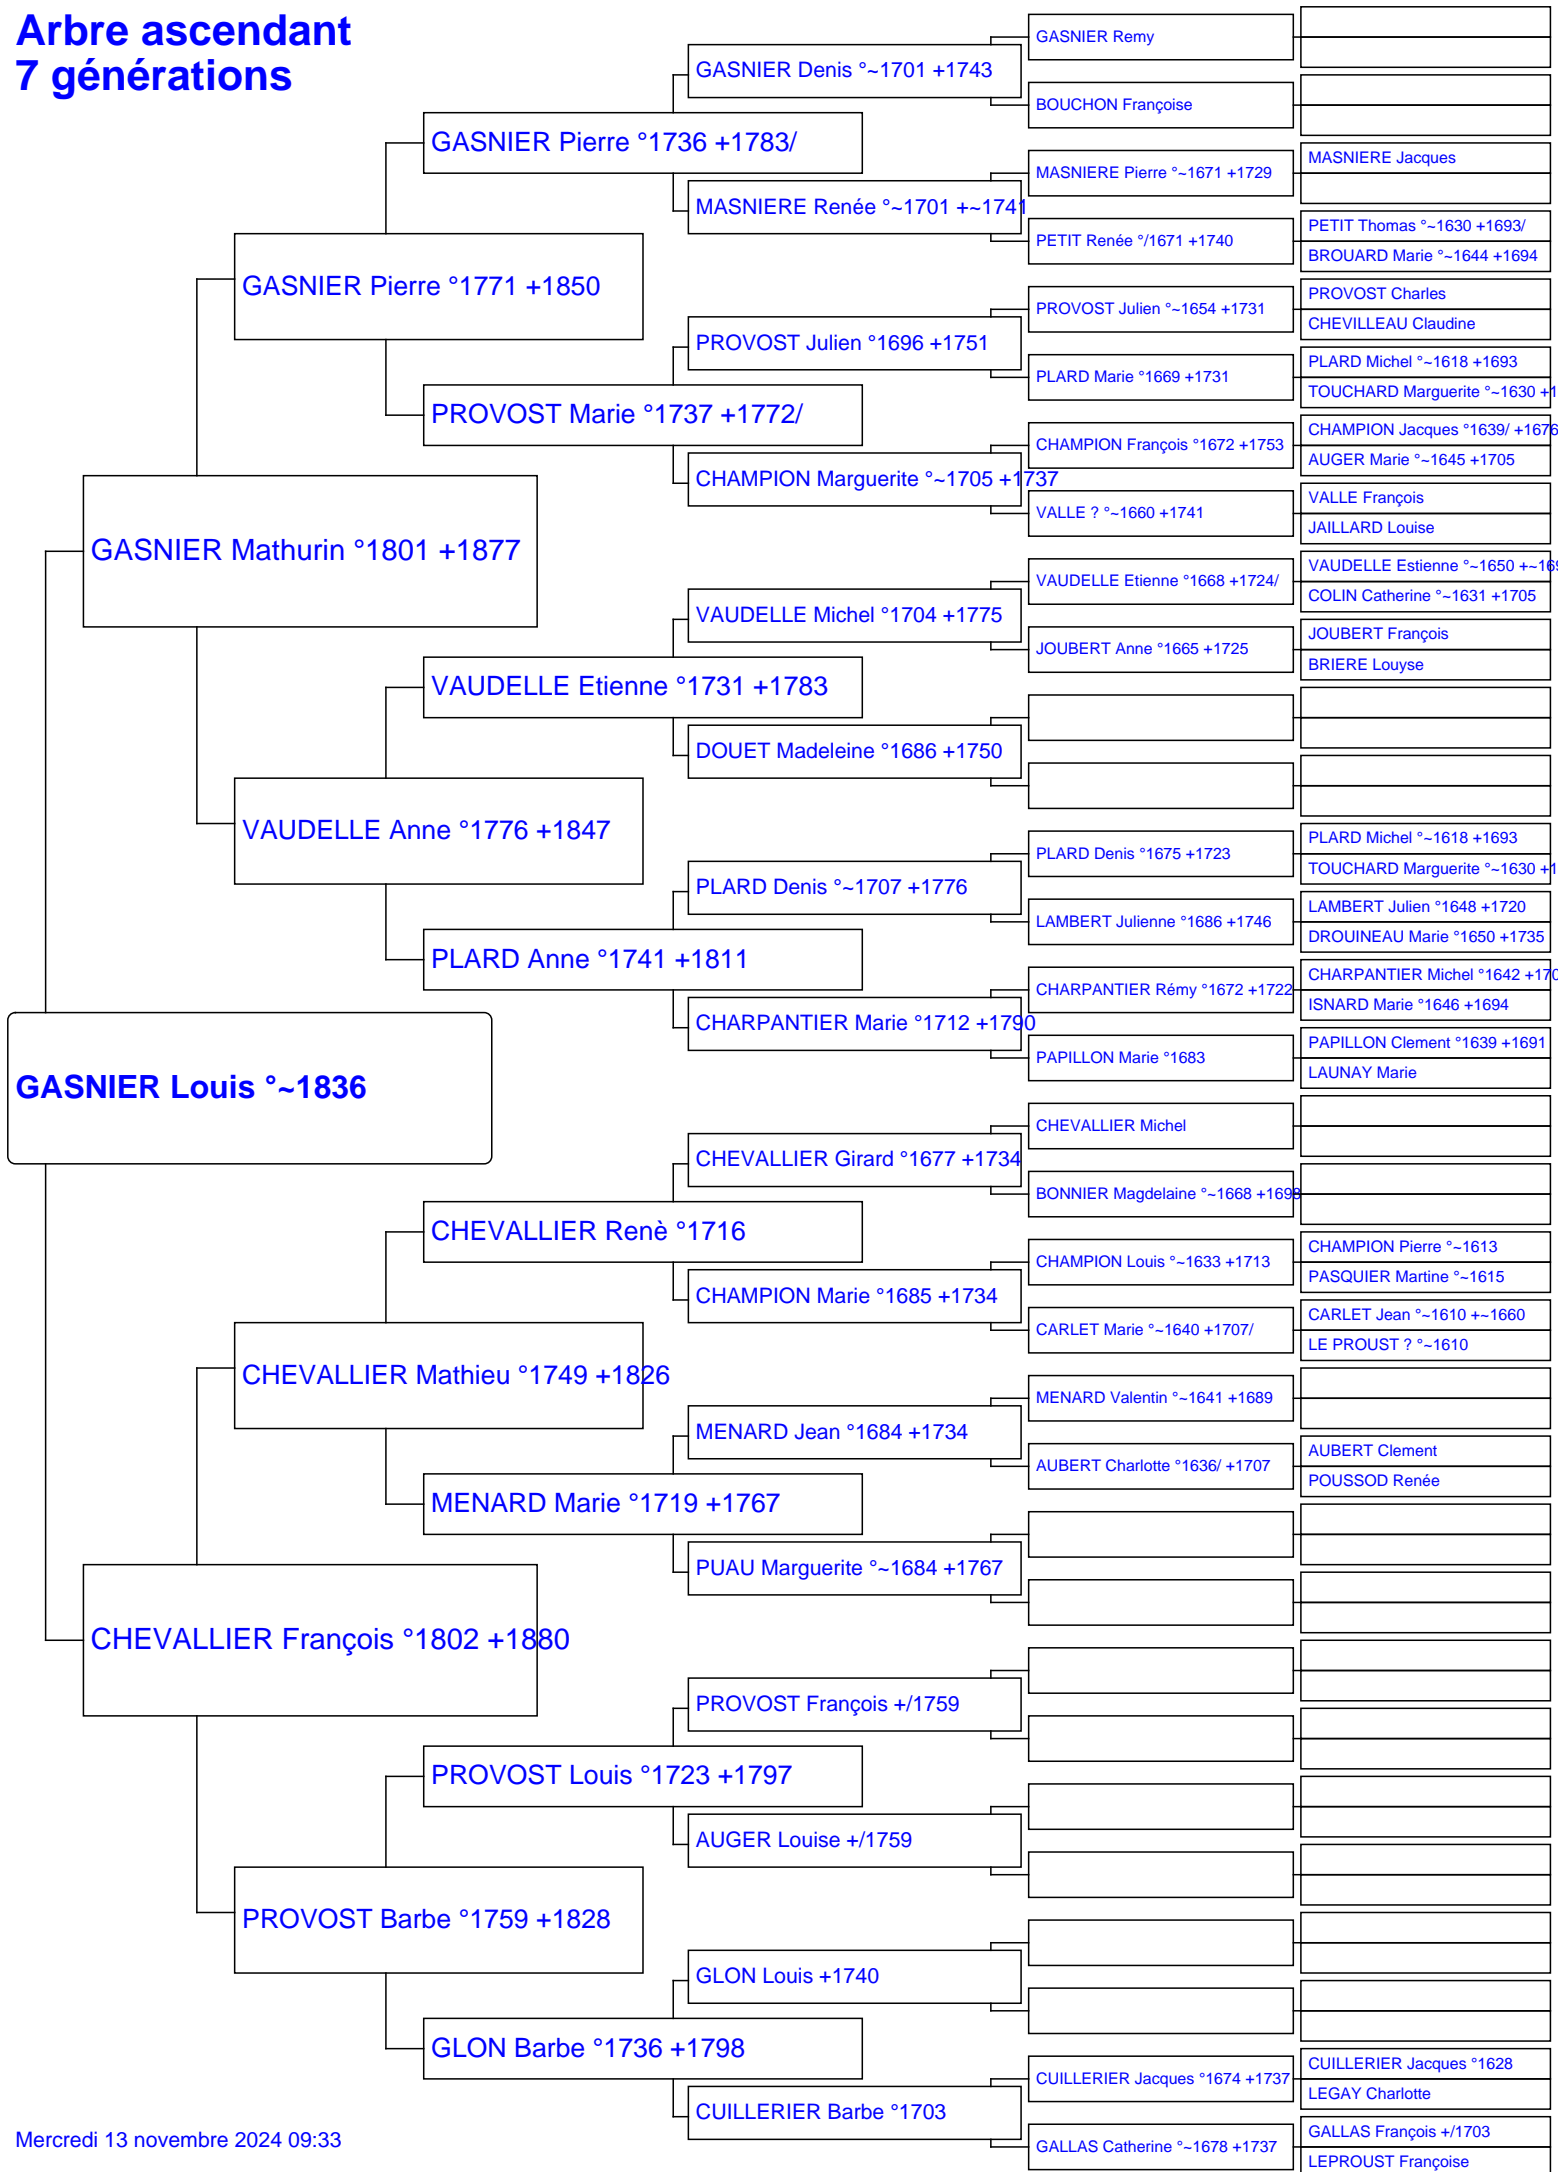 Arbre ascendant
7 générations
GASNIER Remy
GASNIER Denis °~1701 +1743
BOUCHON Françoise
GASNIER Pierre °1736 +1783/
MASNIERE Jacques
MASNIERE Pierre °~1671 +1729
MASNIERE Renée °~1701 +~1741
PETIT Thomas °~1630 +1693/
PETIT Renée °/1671 +1740
BROUARD Marie °~1644 +1694
GASNIER Pierre °1771 +1850
PROVOST Charles
PROVOST Julien °~1654 +1731
CHEVILLEAU Claudine
PROVOST Julien °1696 +1751
PLARD Michel °~1618 +1693
PLARD Marie °1669 +1731
TOUCHARD Marguerite °~1630 +1
PROVOST Marie °1737 +1772/
CHAMPION Jacques °1639/ +1676
CHAMPION François °1672 +1753
AUGER Marie °~1645 +1705
CHAMPION Marguerite °~1705 +1737
VALLE François
VALLE ? °~1660 +1741
JAILLARD Louise
GASNIER Mathurin °1801 +1877
VAUDELLE Estienne °~1650 +~169
VAUDELLE Etienne °1668 +1724/
COLIN Catherine °~1631 +1705
VAUDELLE Michel °1704 +1775
JOUBERT François
JOUBERT Anne °1665 +1725
BRIERE Louyse
VAUDELLE Etienne °1731 +1783
DOUET Madeleine °1686 +1750
VAUDELLE Anne °1776 +1847
PLARD Michel °~1618 +1693
PLARD Denis °1675 +1723
TOUCHARD Marguerite °~1630 +1
PLARD Denis °~1707 +1776
LAMBERT Julien °1648 +1720
LAMBERT Julienne °1686 +1746
DROUINEAU Marie °1650 +1735
PLARD Anne °1741 +1811
CHARPANTIER Michel °1642 +170
CHARPANTIER Rémy °1672 +1722
ISNARD Marie °1646 +1694
CHARPANTIER Marie °1712 +1790
PAPILLON Clement °1639 +1691
PAPILLON Marie °1683
LAUNAY Marie
GASNIER Louis °~1836
CHEVALLIER Michel
CHEVALLIER Girard °1677 +1734
BONNIER Magdelaine °~1668 +1698
CHEVALLIER Renè °1716
CHAMPION Pierre °~1613
CHAMPION Louis °~1633 +1713
PASQUIER Martine °~1615
CHAMPION Marie °1685 +1734
CARLET Jean °~1610 +~1660
CARLET Marie °~1640 +1707/
LE PROUST ? °~1610
CHEVALLIER Mathieu °1749 +1826
MENARD Valentin °~1641 +1689
MENARD Jean °1684 +1734
AUBERT Clement
AUBERT Charlotte °1636/ +1707
POUSSOD Renée
MENARD Marie °1719 +1767
PUAU Marguerite °~1684 +1767
CHEVALLIER François °1802 +1880
PROVOST François +/1759
PROVOST Louis °1723 +1797
AUGER Louise +/1759
PROVOST Barbe °1759 +1828
GLON Louis +1740
GLON Barbe °1736 +1798
CUILLERIER Jacques °1628
CUILLERIER Jacques °1674 +1737
LEGAY Charlotte
CUILLERIER Barbe °1703
GALLAS François +/1703
GALLAS Catherine °~1678 +1737
LEPROUST Françoise
Mercredi 13 novembre 2024 09:33